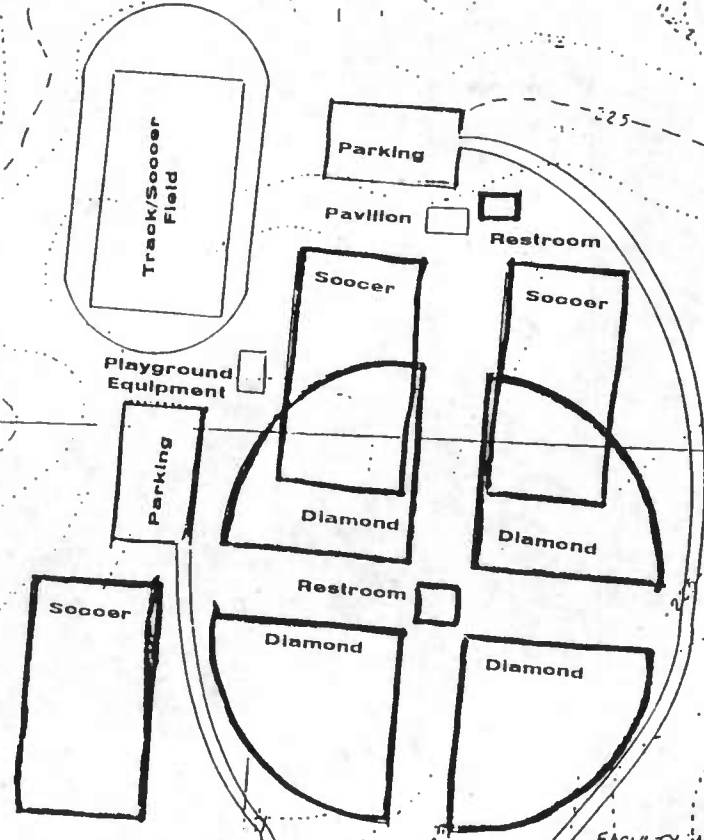 225
Parking
Track/Soccer
Field
Pavilion
Restroom
Soccer
Soccer
Playground
Equipment
Parking
Diamond
Diamond
Restroom
Soccer
Diamond
Diamond